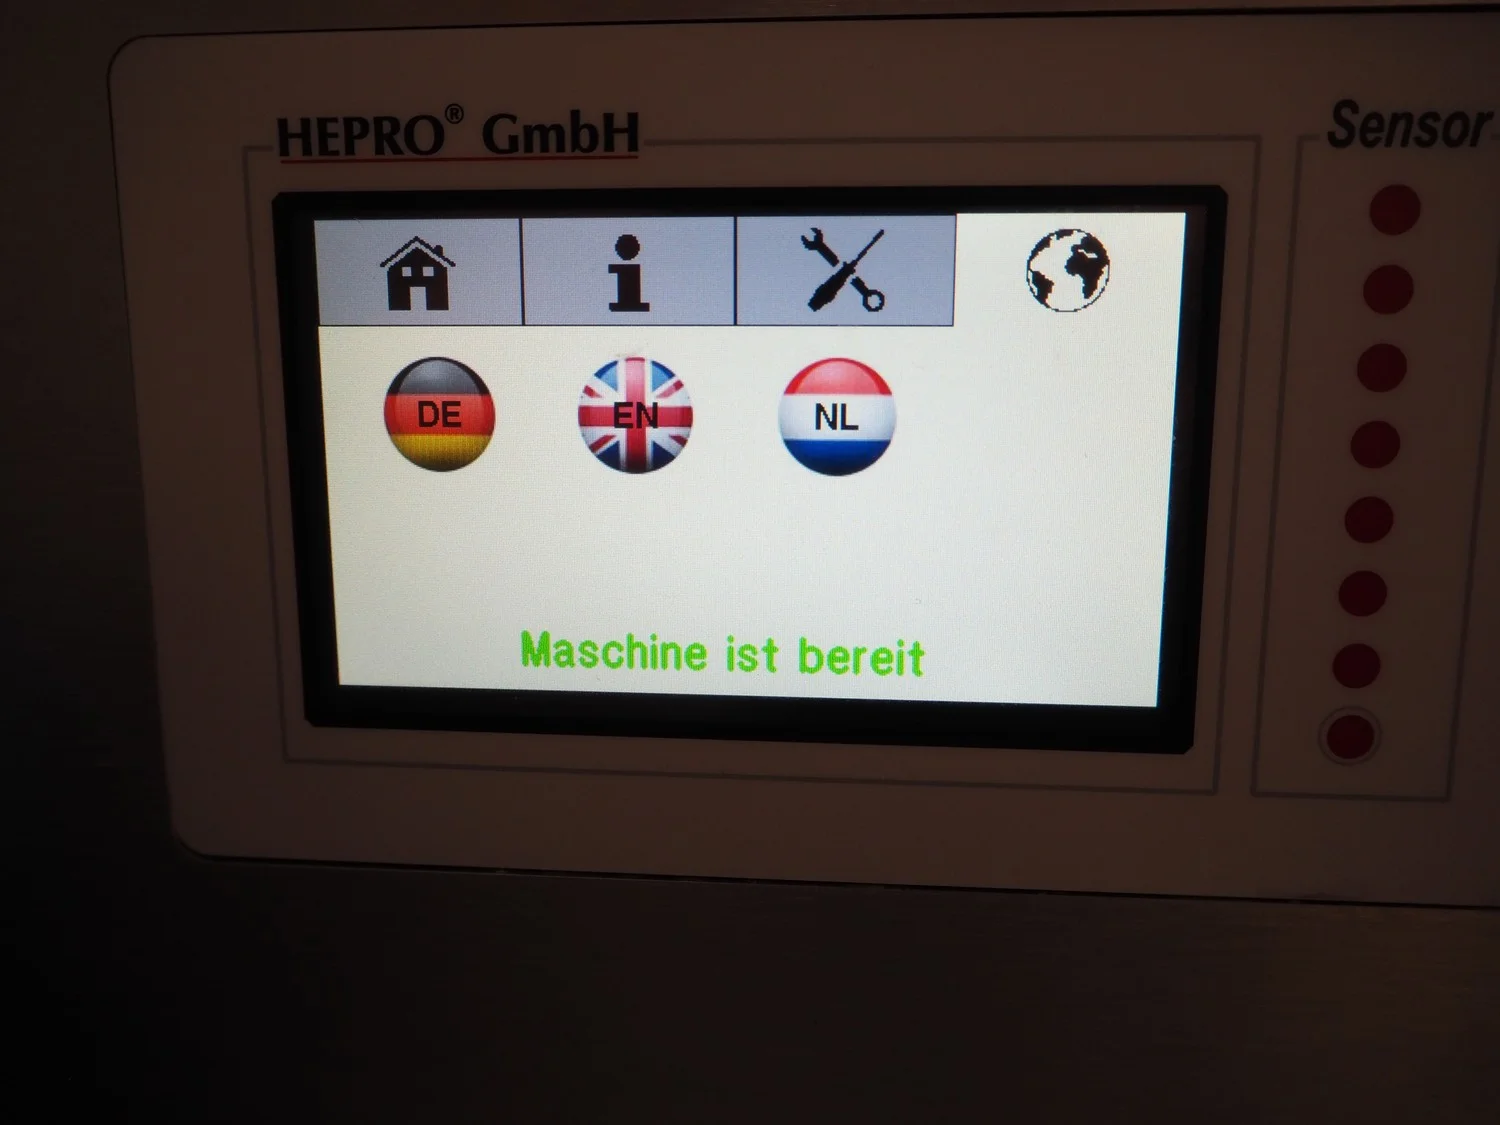 HEPRO® GmbH
Sensor
DE
EN
NL
Maschine ist bereit